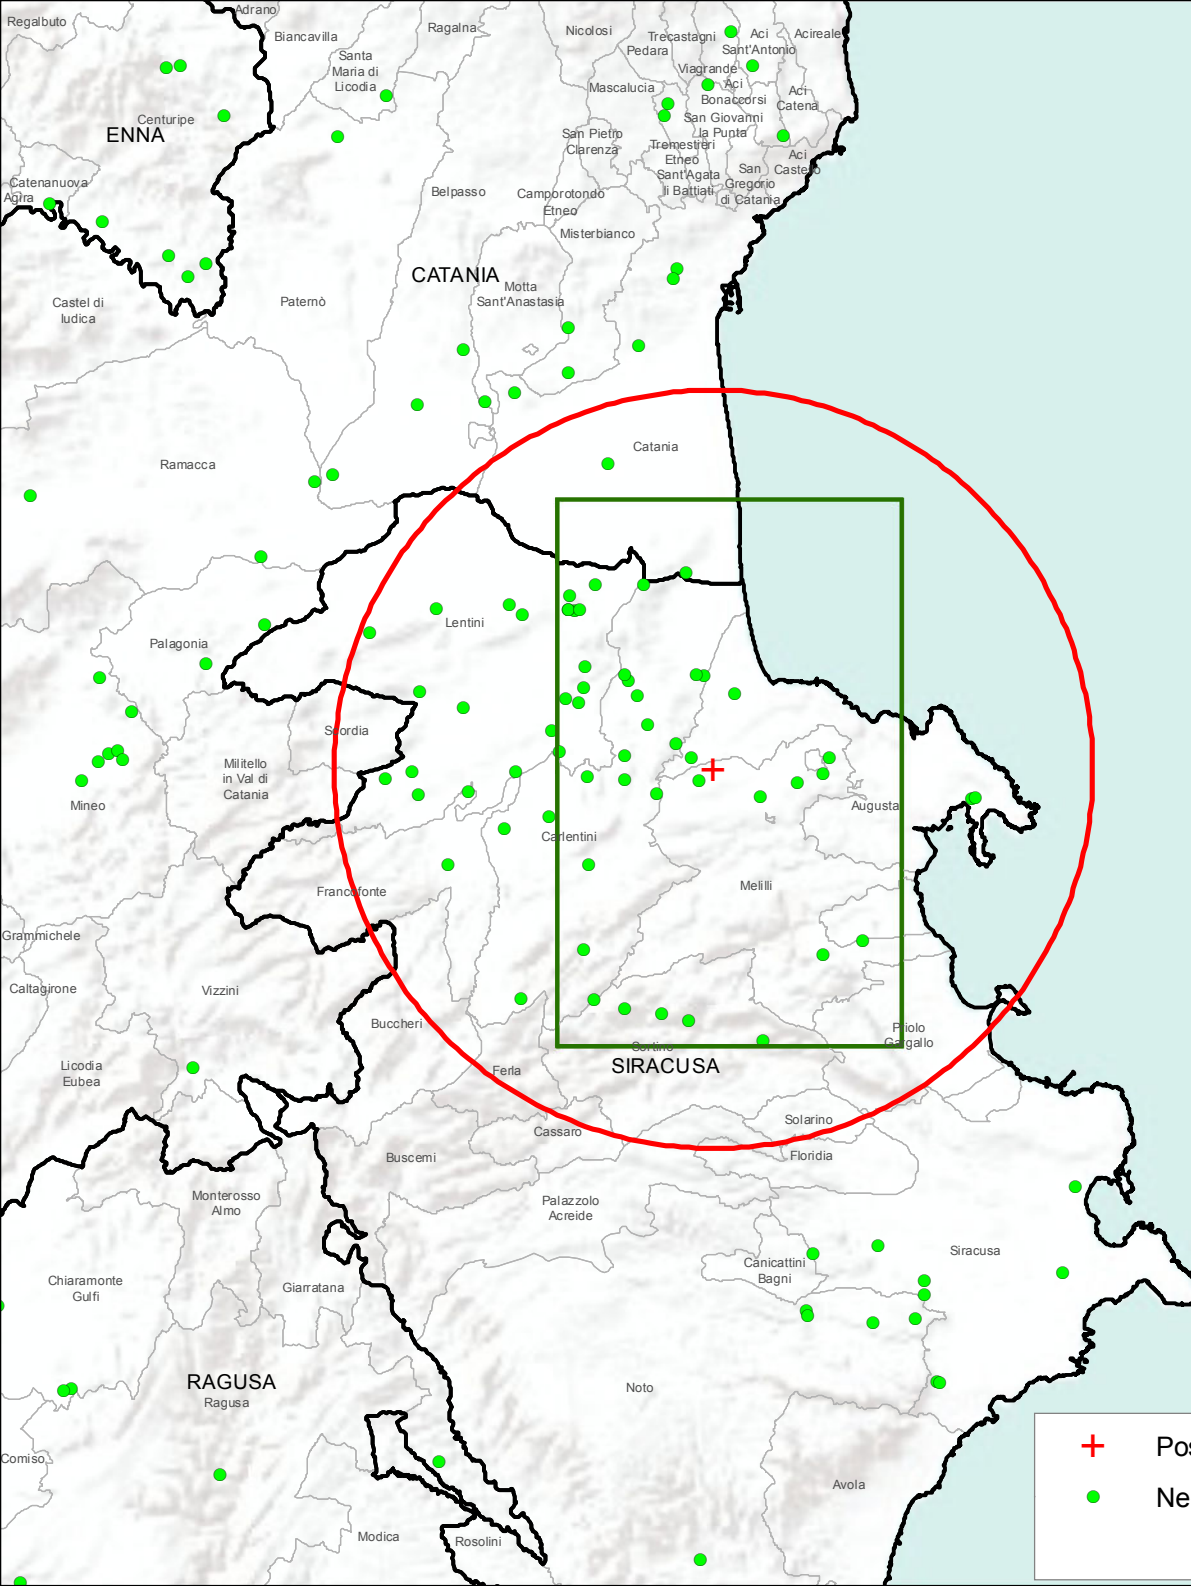 Regalbuto
Adrano
Biancavilla
Ragalna
Nicolosi
Pedara
Trecastagni
Aci
Sant'Antonio
Acireale
Santa
Maria di
Licodia
Mascalucia
Viagrande
Aci
Bonaccorsi
Aci
Catena
Centuripe
ENNA
San Pietro
Clarenza
San Giovanni
la Punta
Tremestieri
Etneo
Sant'Agata
li Battiati
San
Gregorio
di Catania
Aci
Castello
Catenanuova
Agira
Belpasso
Camporotondo
Etneo
Misterbianco
CATANIA
Motta
Sant'Anastasia
Castel di
Iudica
Paternò
Catania
Ramacca
Lentini
Palagonia
Scordia
Militello
in Val di
Catania
Mineo
Augusta
Carlentini
Melilli
Francofonte
Grammichele
Caltagirone
Vizzini
Buccheri
Priolo
Gargallo
Sortino
SIRACUSA
Licodia
Eubea
Ferla
Solarino
Cassaro
Floridia
Buscemi
Monterosso
Almo
Palazzolo
Acreide
Siracusa
Canicattini
Bagni
Chiaramonte
Gulfi
Giarratana
RAGUSA
Ragusa
Noto
Comiso
Avola
Modica
Rosolini
Pos
Ne